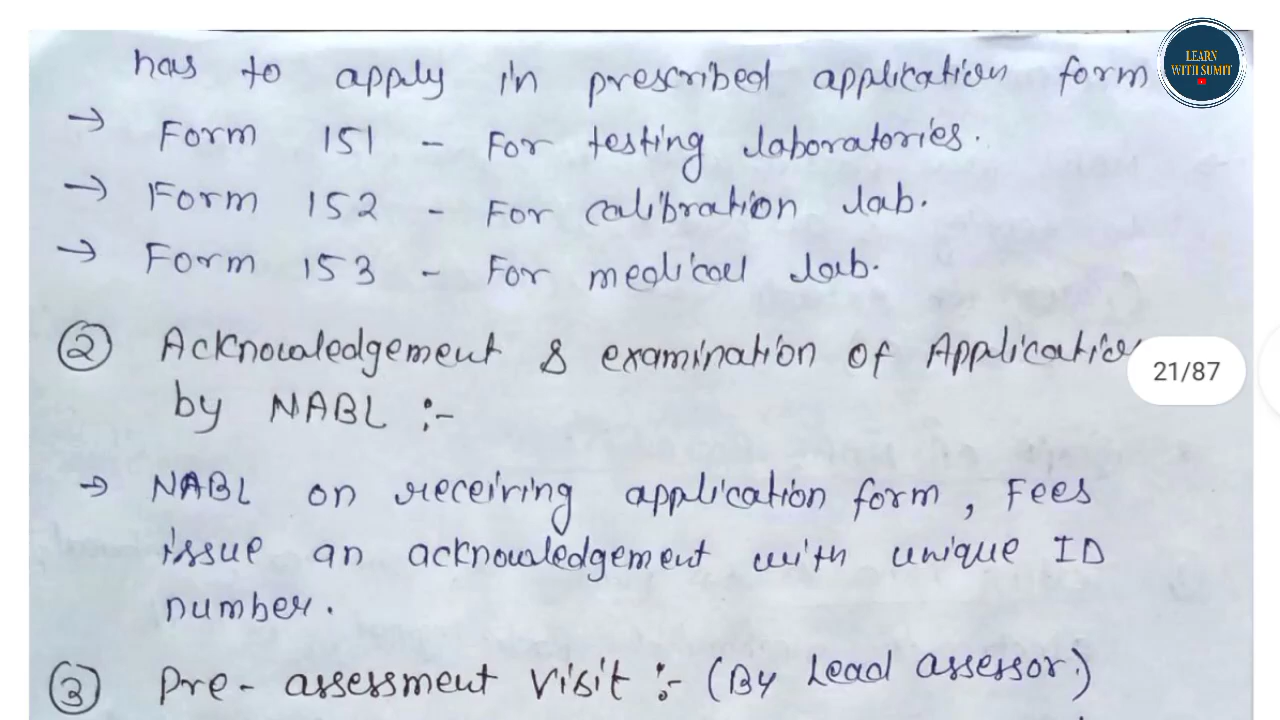 has to apply in prescribed application form
LEARN
WITH SUMIT
→ Form 151 - For testing laboratories.
→ Form 152 - For calibration lab.
→ Form 153 - For medical lab.
② Acknowledgement & examination of Application
by NABL :-
21/87
→ NABL on receiving application form, Fees
issue an acknowledgement with unique ID
number.
③ Pre-assessment Visit :- (By Lead assessor.)